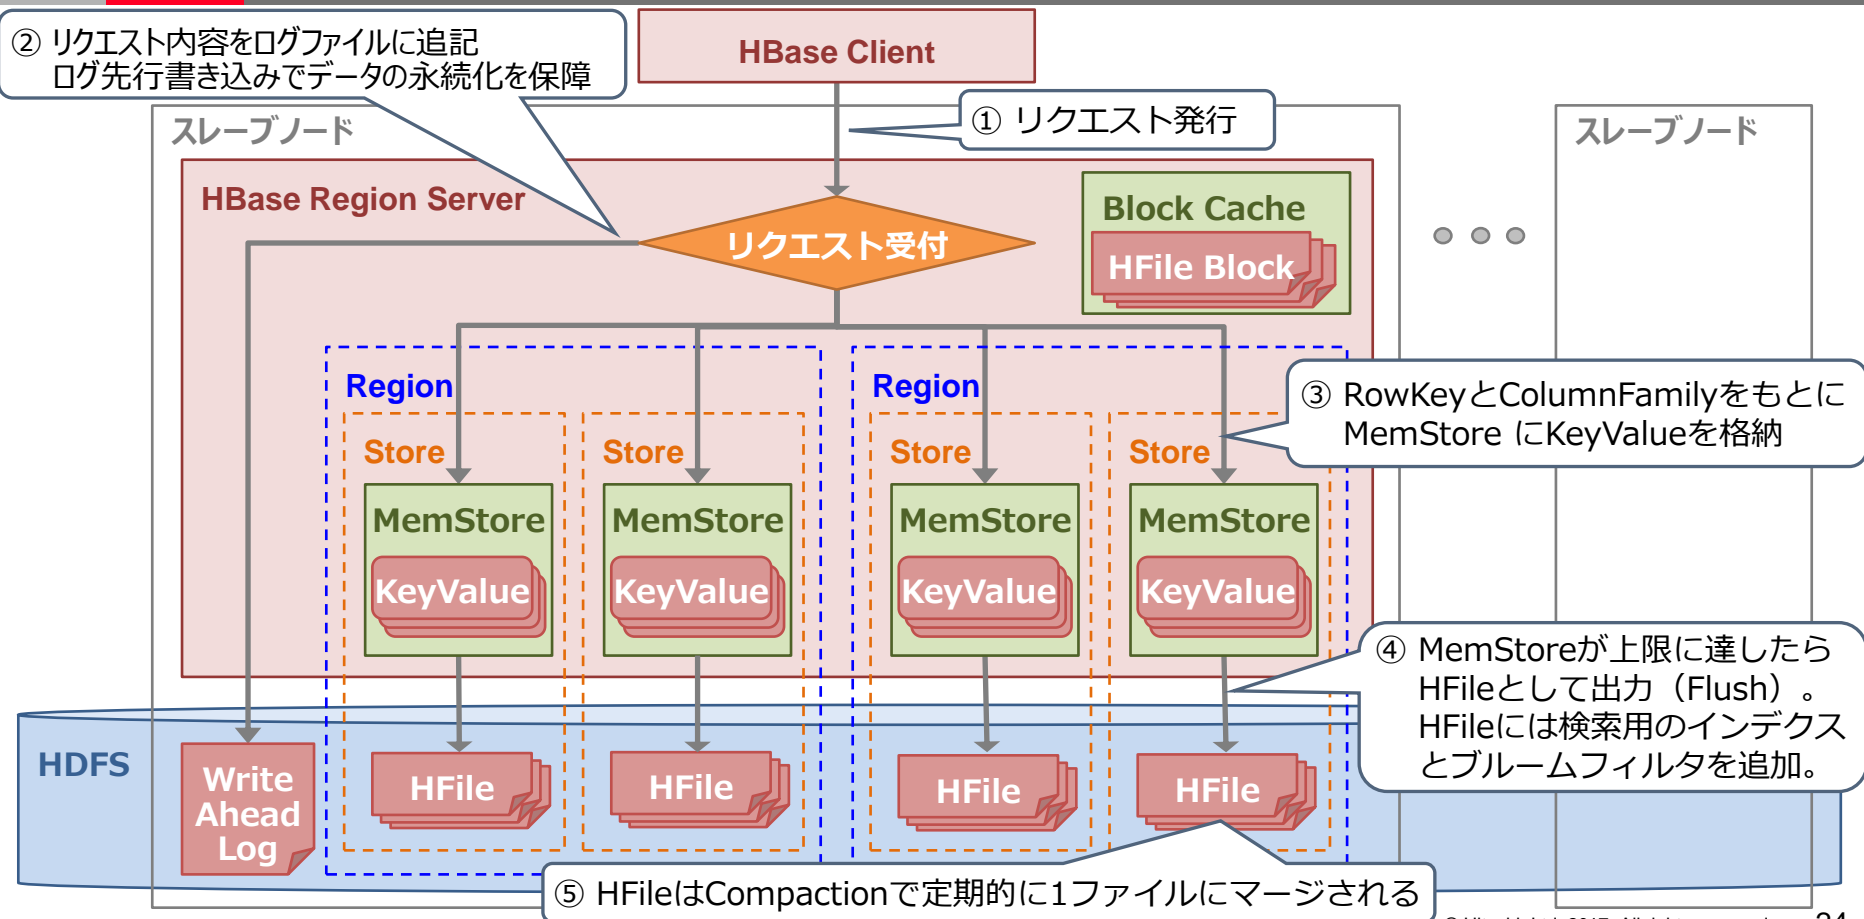 ② リクエスト内容をログファイルに追記
ログ先行書き込みでデータの永続化を保障
HBase Client
① リクエスト発行
スレーブノード
スレーブノード
HBase Region Server
リクエスト受付
Block Cache
HFile Block
Region
Region
③ RowKeyとColumnFamilyをもとに
MemStore にKeyValueを格納
Store
Store
Store
Store
MemStore
MemStore
MemStore
MemStore
KeyValue
KeyValue
KeyValue
KeyValue
④ MemStoreが上限に達したら
HFileとして出力（Flush）。
HFileには検索用のインデクス
とブルームフィルタを追加。
HDFS
Write
Ahead
Log
HFile
HFile
HFile
HFile
⑤ HFileはCompactionで定期的に1ファイルにマージされる